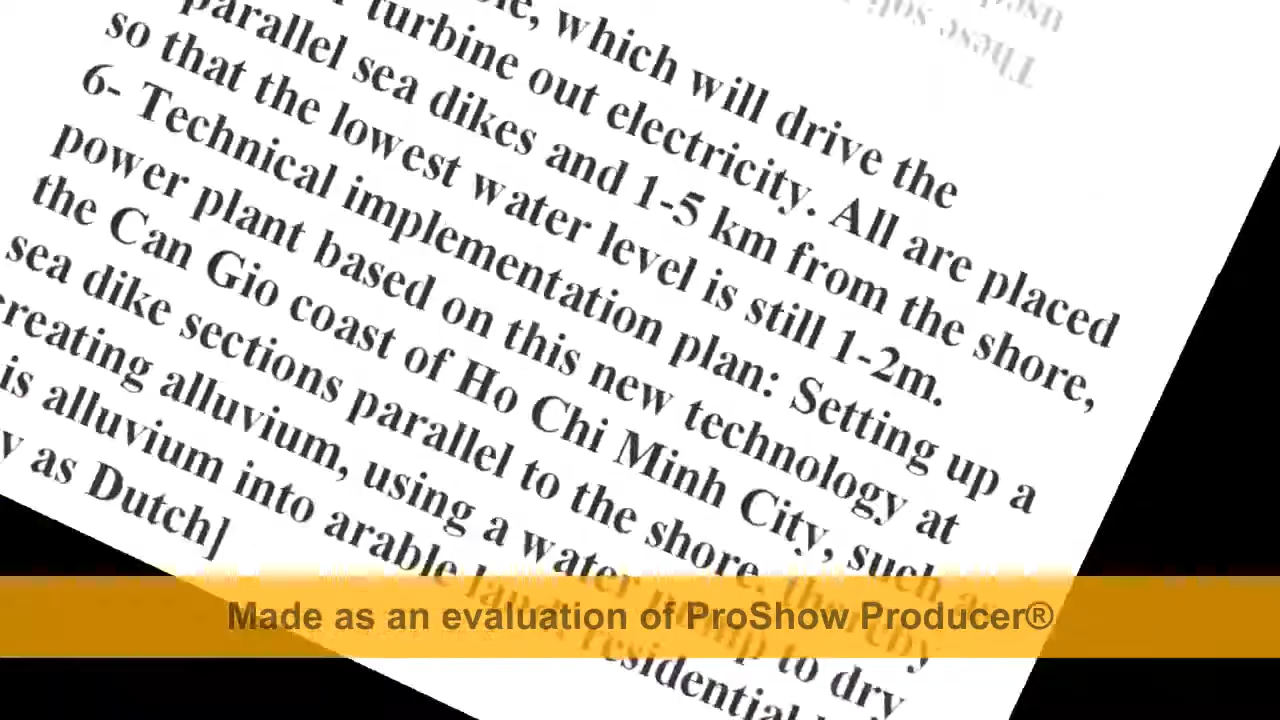 which will drive the
turbine out electricity. All are placed
parallel sea dikes and 1-5 km from the shore,
so that the lowest water level is still 1-2m.
6- Technical implementation plan: Setting up a
power plant based on this new technology at
the Can Gio coast of Ho Chi Minh City, such as
sea dike sections parallel to the shore, thereby
creating alluvium, using a water pump to dry
is alluvium into arable land, residential
as Dutch]
These
Made as an evaluation of ProShow Producer®